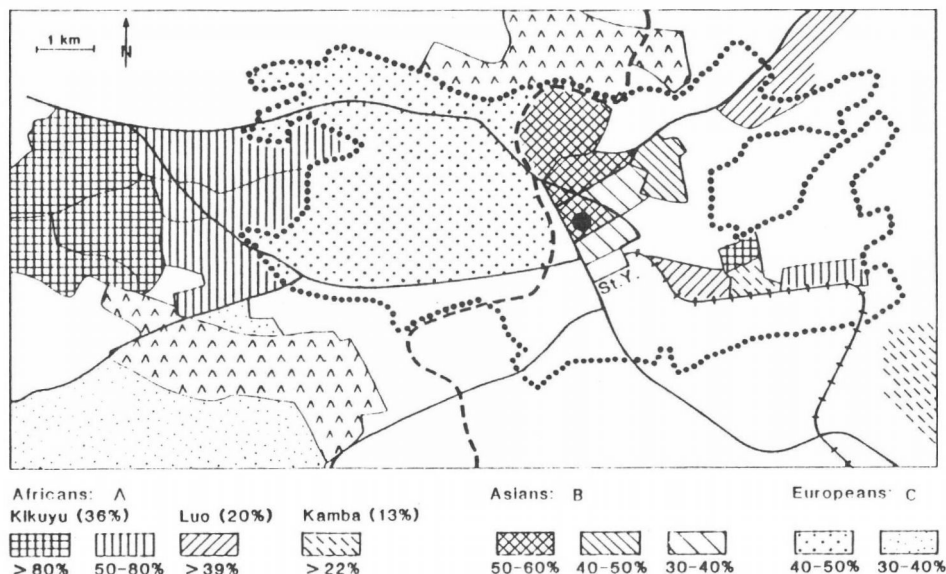 1 km
N
St.Y.
Africans: A
Asians: B
Europeans: C
Kikuyu (36%)
Luo (20%)
Kamba (13%)
>80% 50-80% >39% >22% 50-60% 40-50% 30-40% 40-50% 30-40%